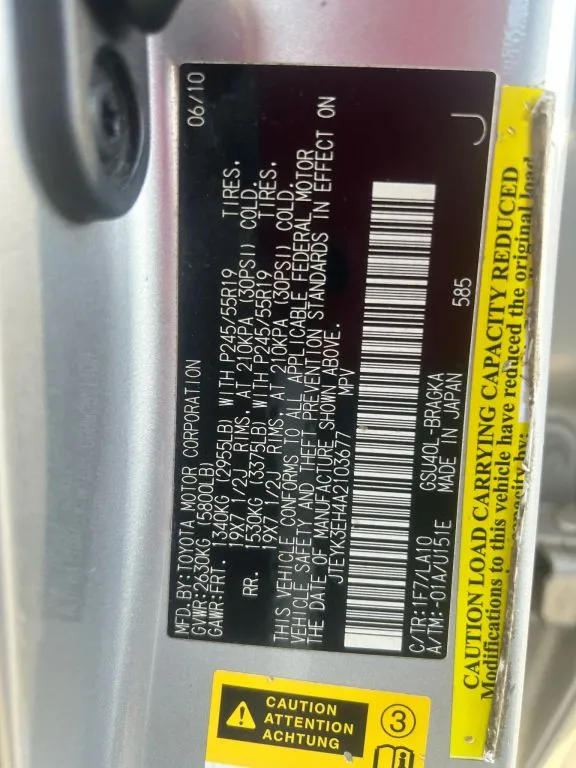 MFD.BY:TOYOTA MOTOR CORPORATION 06/10
GVWR:2630KG (5800LB)
GAWR:FRT. 1340KG (2955LB) WITH P245/55R19 TIRES,
19X7 1/2J RIMS, AT 210KPA (30PSI) COLD.
RR. 1530KG (3375LB) WITH P245/55R19 TIRES,
19X7 1/2J RIMS, AT 210KPA (30PSI) COLD.
THIS VEHICLE CONFORMS TO ALL APPLICABLE FEDERAL MOTOR
VEHICLE SAFETY AND THEFT PREVENTION STANDARDS IN EFFECT ON
THE DATE OF MANUFACTURE SHOWN ABOVE.
JTEYK3EH4A2103677 MPV
C/TR:1F7/LA10 GSU40L-BRAGKA 585
A/TM:-01A/U151E MADE IN JAPAN
J
CAUTION LOAD CARRYING CAPACITY REDUCED
Modifications to this vehicle have reduced the original load
capacity by:
CAUTION
ATTENTION
ACHTUNG
3